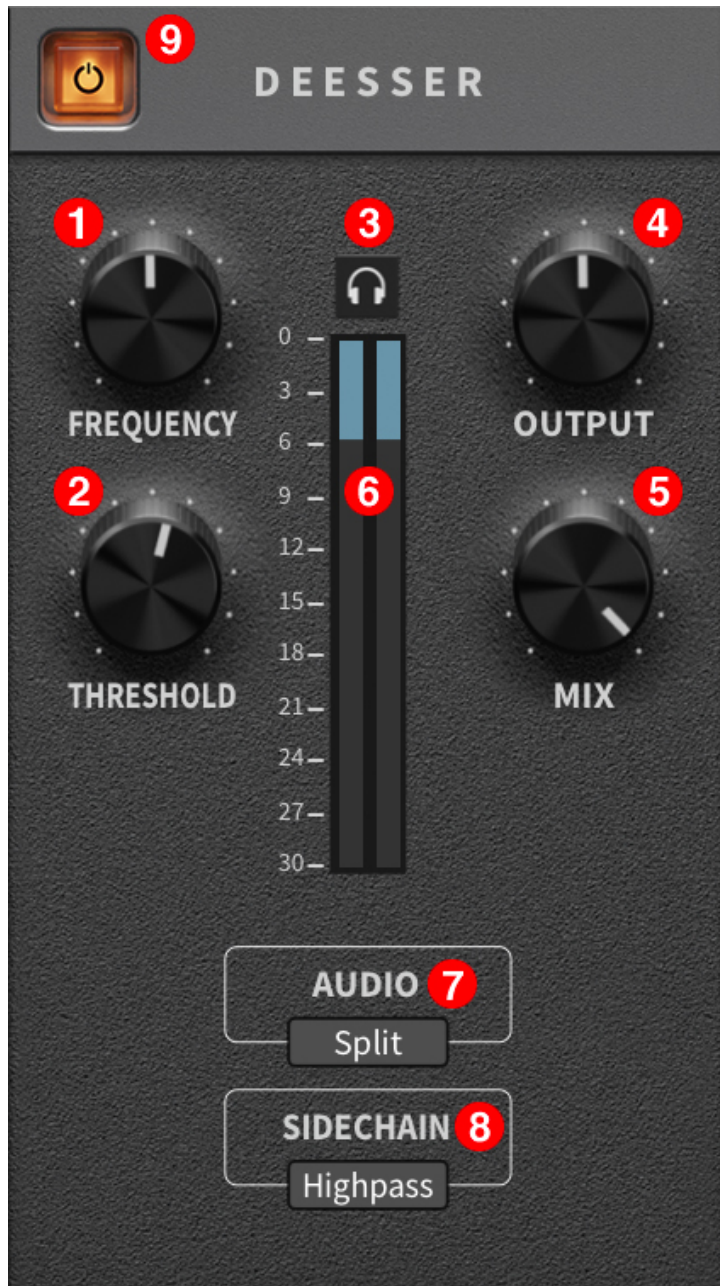 9
DEESSER
1
3
4
0
3
FREQUENCY
OUTPUT
6
2
9
6
5
12
15
18
THRESHOLD
MIX
21
24
27
30
AUDIO 7
Split
SIDECHAIN 8
Highpass